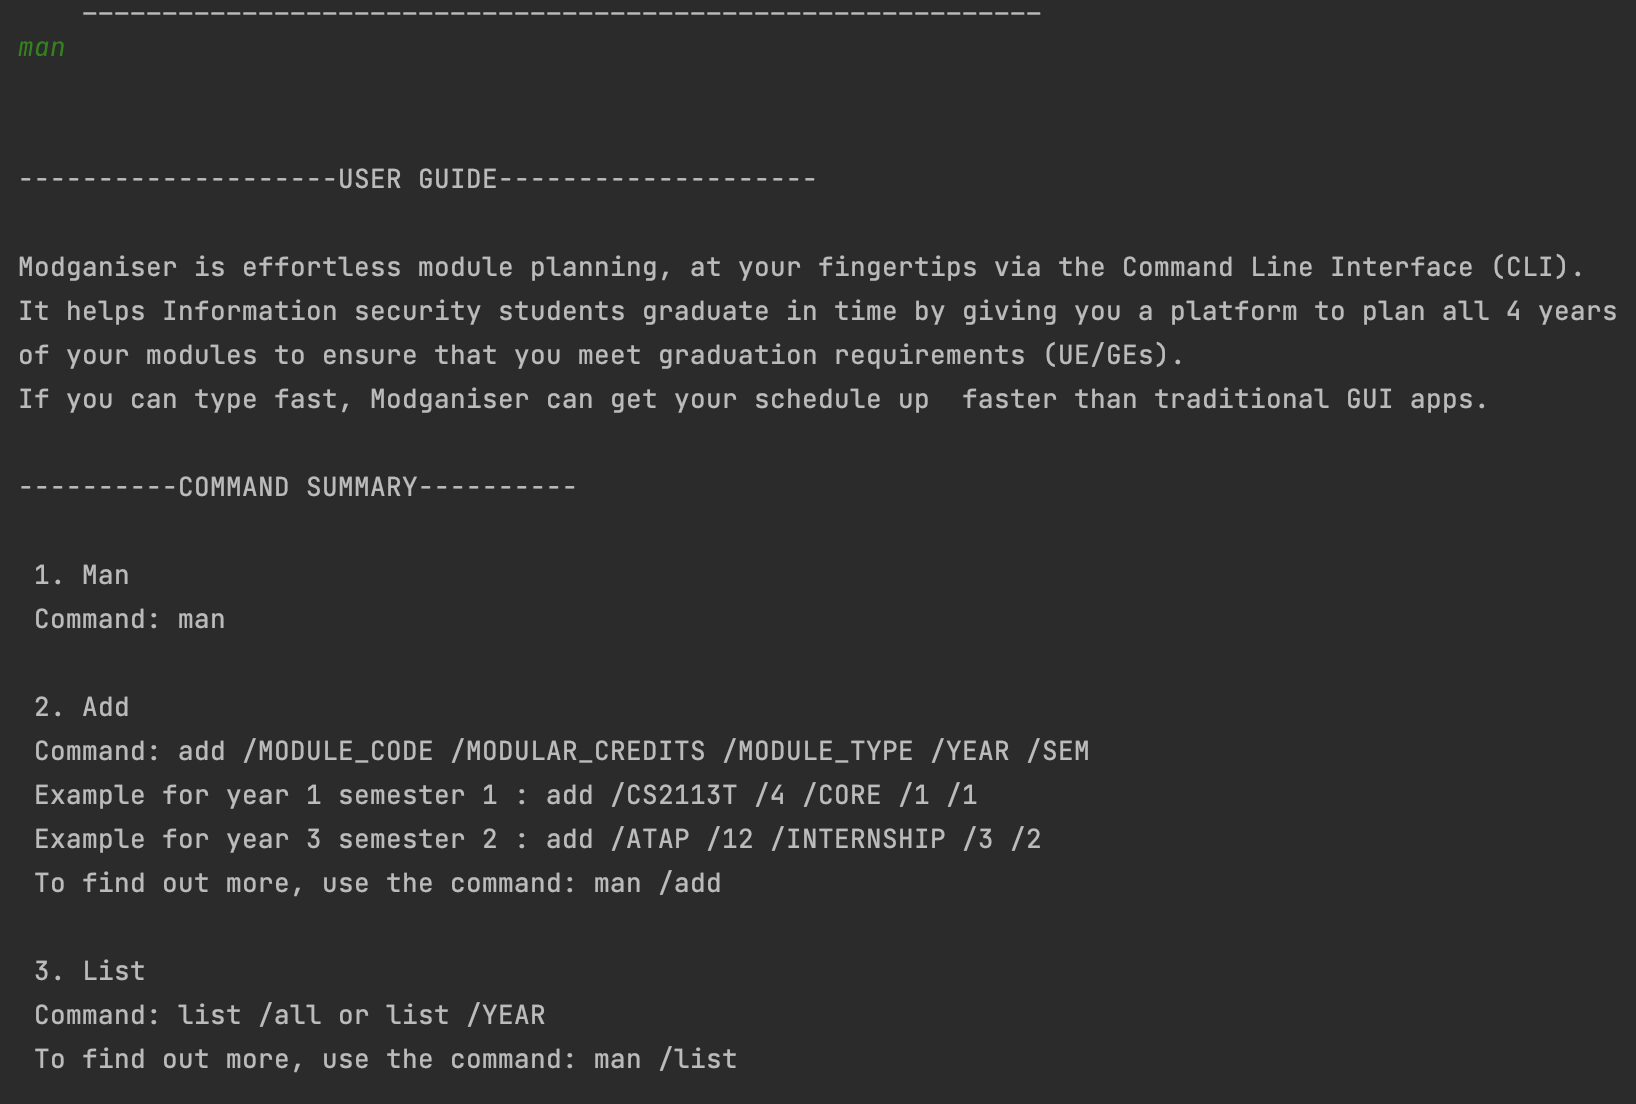 ____________________________________________________________
man
--------------------USER GUIDE--------------------
Modganiser is effortless module planning, at your fingertips via the Command Line Interface (CLI).
It helps Information security students graduate in time by giving you a platform to plan all 4 years
of your modules to ensure that you meet graduation requirements (UE/GEs).
If you can type fast, Modganiser can get your schedule up  faster than traditional GUI apps.
----------COMMAND SUMMARY----------
1. Man
Command: man
2. Add
Command: add /MODULE_CODE /MODULAR_CREDITS /MODULE_TYPE /YEAR /SEM
Example for year 1 semester 1 : add /CS2113T /4 /CORE /1 /1
Example for year 3 semester 2 : add /ATAP /12 /INTERNSHIP /3 /2
To find out more, use the command: man /add
3. List
Command: list /all or list /YEAR
To find out more, use the command: man /list